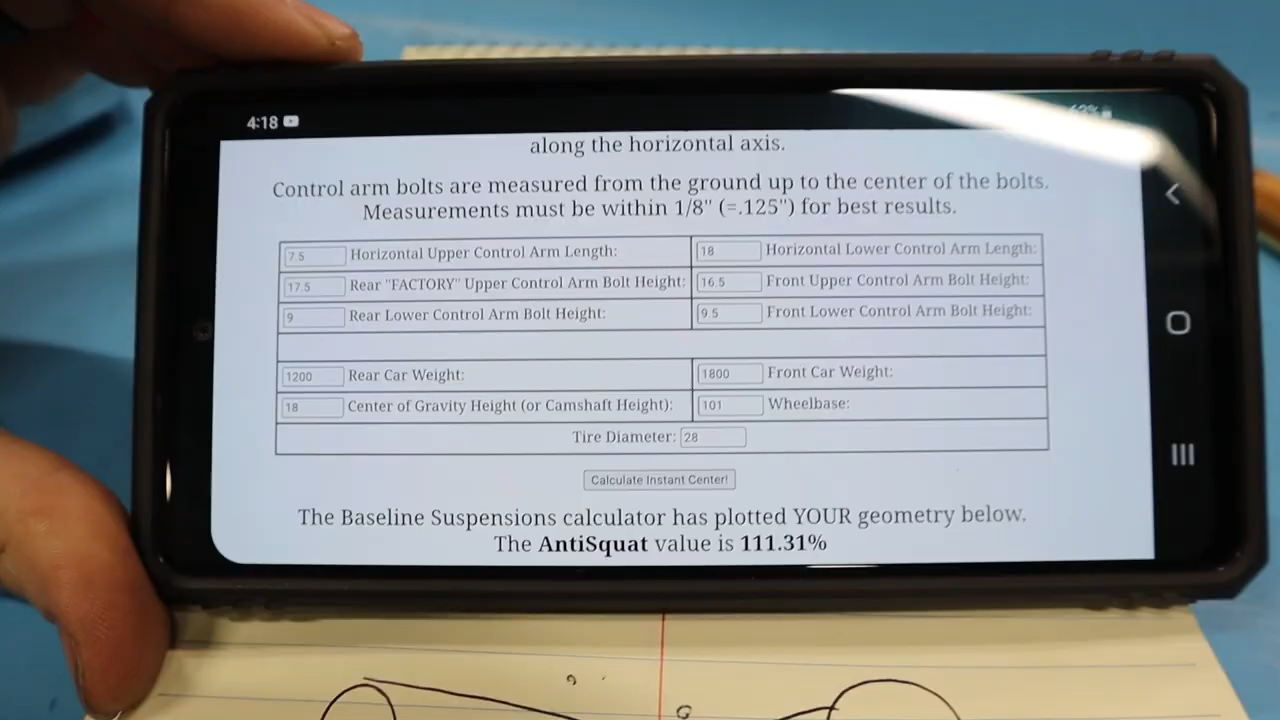 4:18
along the horizontal axis.
Control arm bolts are measured from the ground up to the center of the bolts.
Measurements must be within 1/8" (=.125") for best results.
7.5 Horizontal Upper Control Arm Length: 18 Horizontal Lower Control Arm Length:
17.5 Rear "FACTORY" Upper Control Arm Bolt Height: 16.5 Front Upper Control Arm Bolt Height:
9 Rear Lower Control Arm Bolt Height: 9.5 Front Lower Control Arm Bolt Height:
1200 Rear Car Weight: 1800 Front Car Weight:
18 Center of Gravity Height (or Camshaft Height): 101 Wheelbase:
Tire Diameter: 28
Calculate Instant Center!
The Baseline Suspensions calculator has plotted YOUR geometry below.
The AntiSquat value is 111.31%